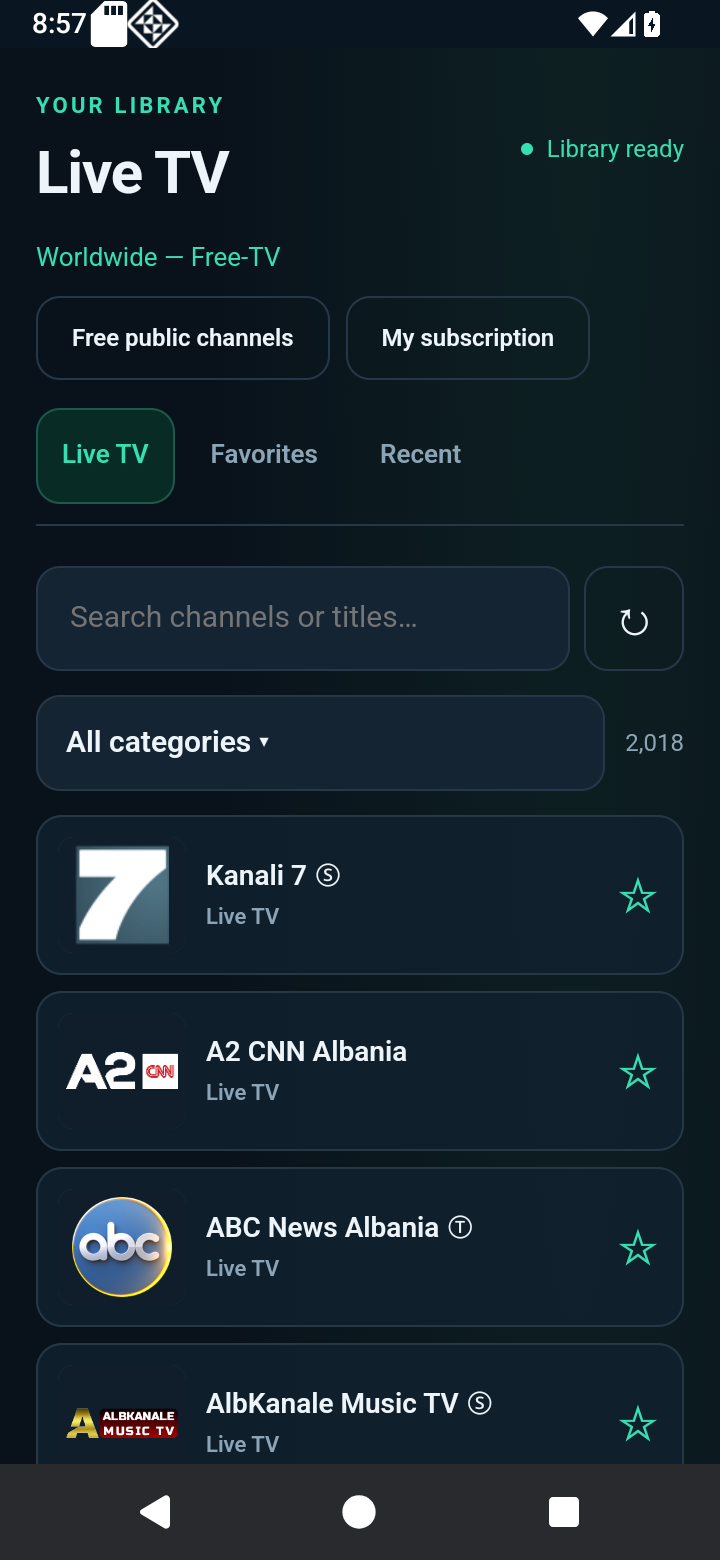 8:57
YOUR LIBRARY
Live TV
Library ready
Worldwide — Free-TV
Free public channels
My subscription
Live TV
Favorites
Recent
Search channels or titles…
All categories ▾
2,018
7
Kanali 7 Ⓢ
Live TV
A2 CNN
A2 CNN Albania
Live TV
abc
ABC News Albania Ⓣ
Live TV
A ALBKANALE
MUSIC TV
AlbKanale Music TV Ⓢ
Live TV